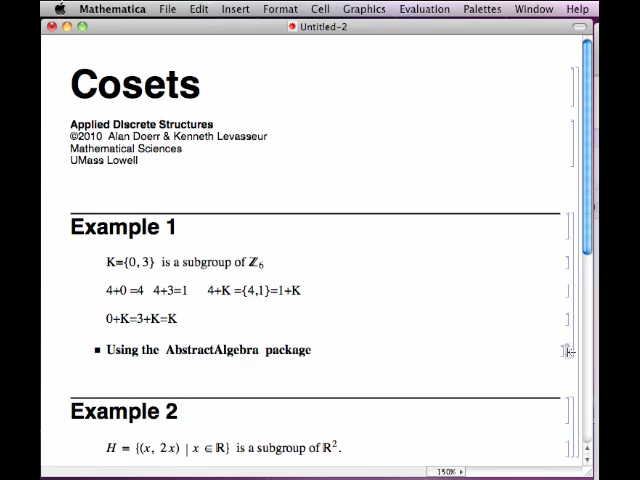 Mathematica File Edit Insert Format Cell Graphics Evaluation Palettes Window Help
Untitled-2
Cosets
Applied DIscrete Structures
©2010 Alan Doerr & Kenneth Levasseur
Mathematical Sciences
UMass Lowell
Example 1
K={0, 3} is a subgroup of ℤ₆
4+0 =4 4+3=1 4+K ={4,1}=1+K
0+K=3+K=K
Using the AbstractAlgebra package
Example 2
H = {(x, 2 x) | x ∈ ℝ} is a subgroup of ℝ².
150%